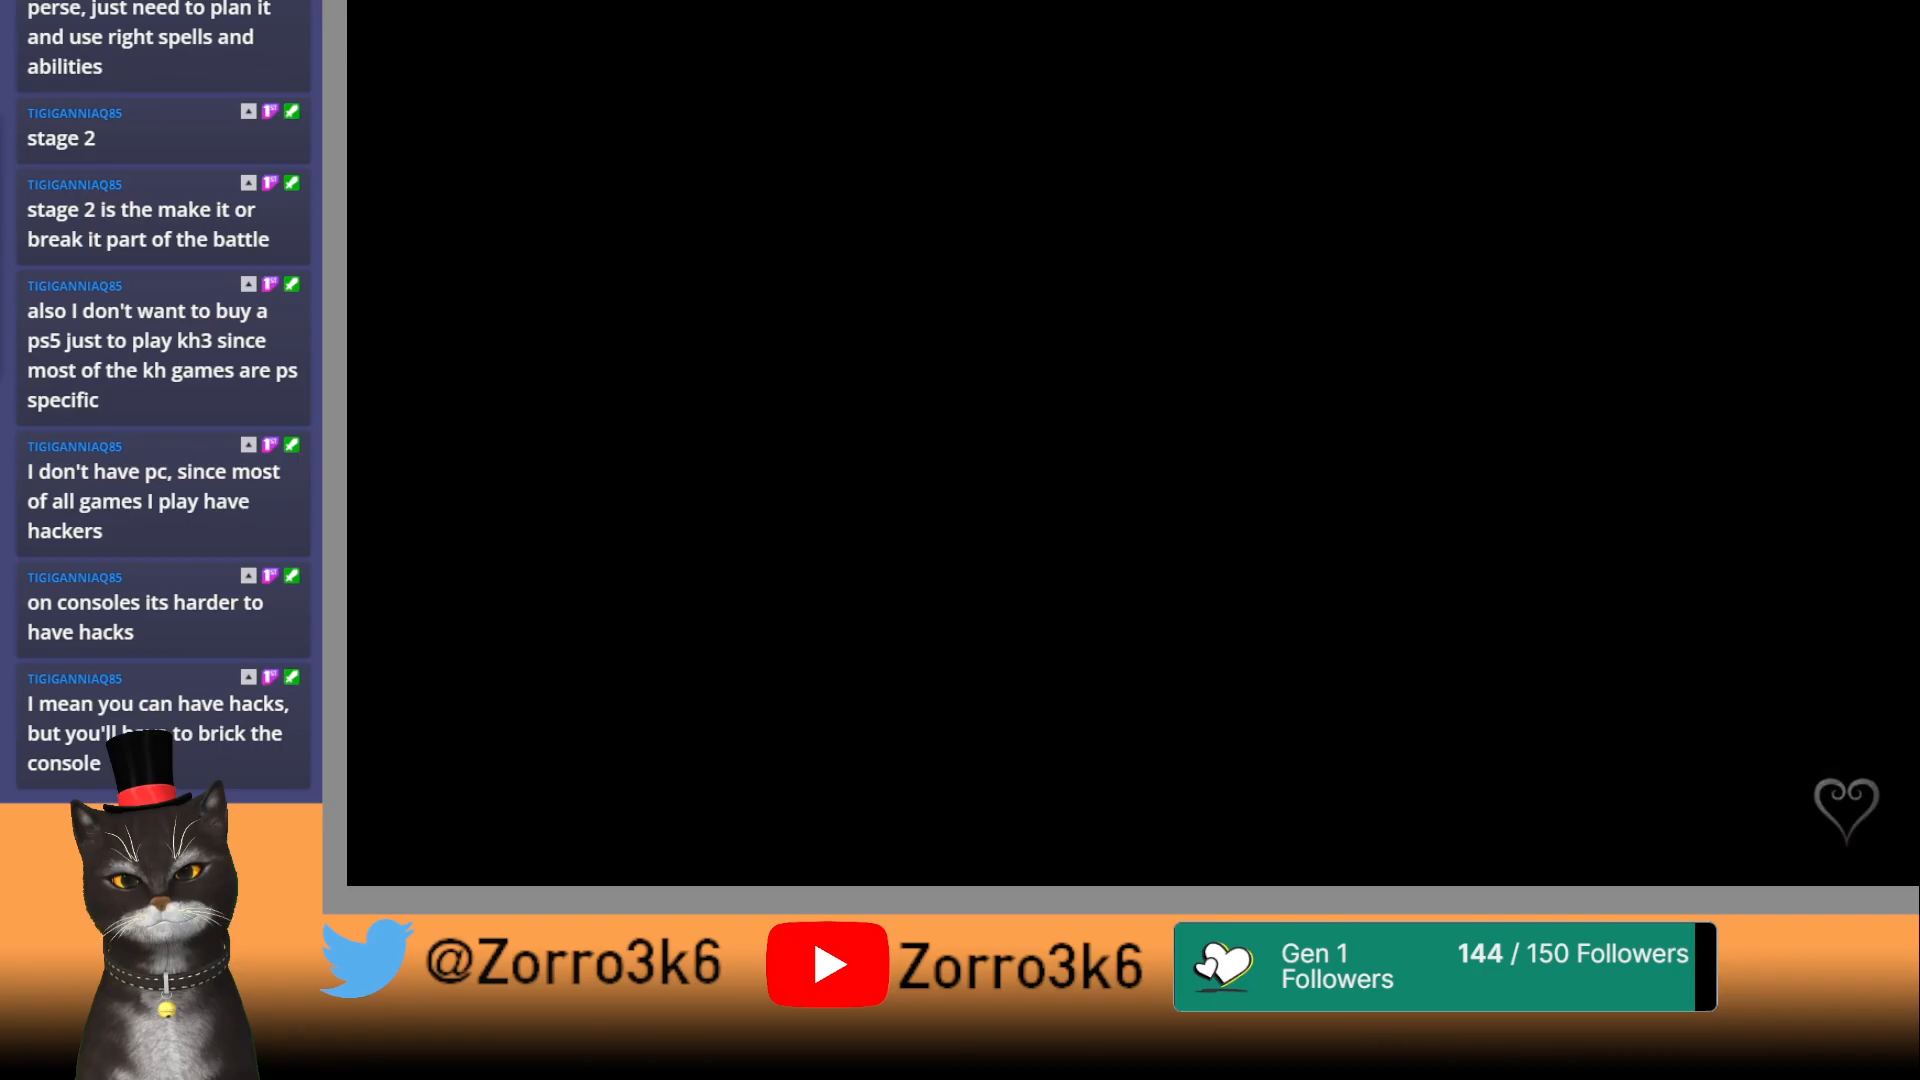 perse, just need to plan it
and use right spells and
abilities
TIGIGANNIAQ85
stage 2
TIGIGANNIAQ85
stage 2 is the make it or
break it part of the battle
TIGIGANNIAQ85
also I don't want to buy a
ps5 just to play kh3 since
most of the kh games are ps
specific
TIGIGANNIAQ85
I don't have pc, since most
of all games I play have
hackers
TIGIGANNIAQ85
on consoles its harder to
have hacks
TIGIGANNIAQ85
I mean you can have hacks,
but you'll to brick the
console
@Zorro3k6
Zorro3k6
Gen 1 144 / 150 Followers
Followers